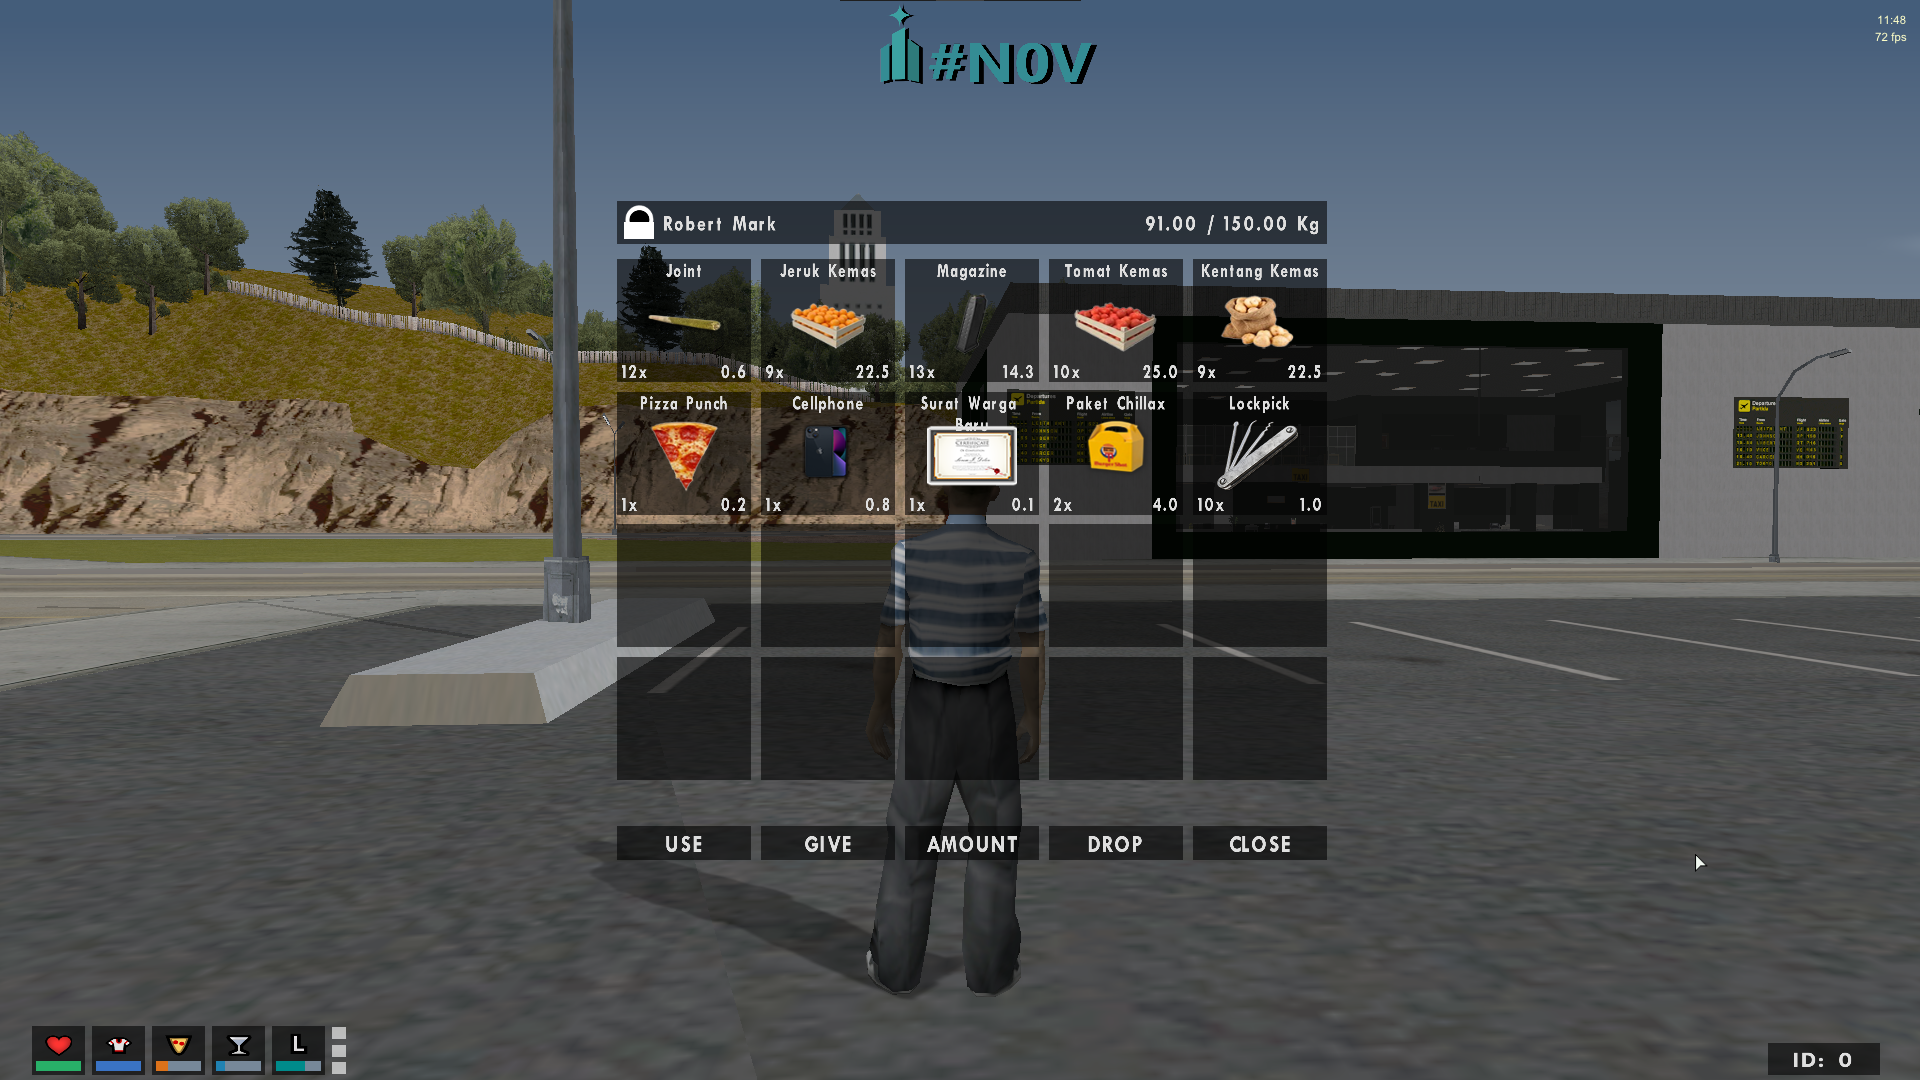 #NOV
11:48
72 fps
Robert Mark
91.00 / 150.00 Kg
Joint
12x 0.6
Jeruk Kemas
9x 22.5
Magazine
13x 14.3
Tomat Kemas
10x 25.0
Kentang Kemas
9x 22.5
Pizza Punch
1x 0.2
Cellphone
1x 0.8
Surat Warga
Baru
1x 0.1
Paket Chillax
2x 4.0
Lockpick
10x 1.0
Departure
USE
GIVE
AMOUNT
DROP
CLOSE
L
ID: 0